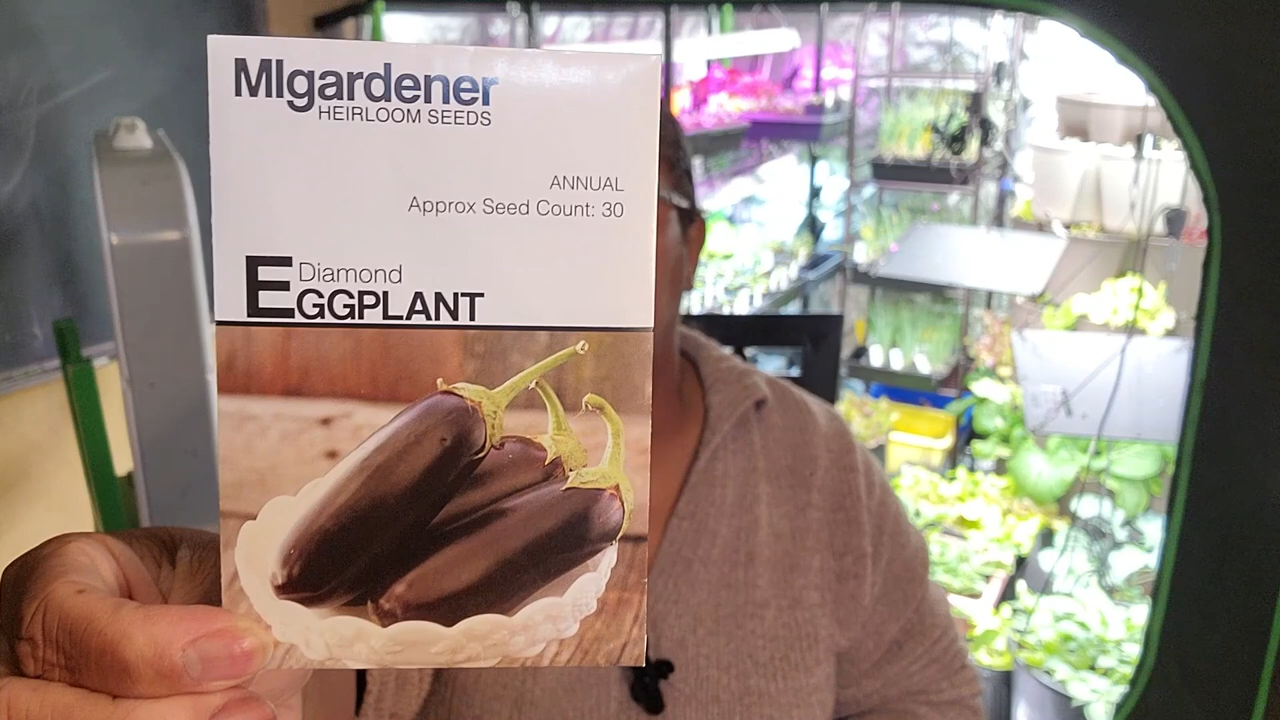 MIgardener
HEIRLOOM SEEDS
ANNUAL
Approx Seed Count: 30
Diamond
EGGPLANT